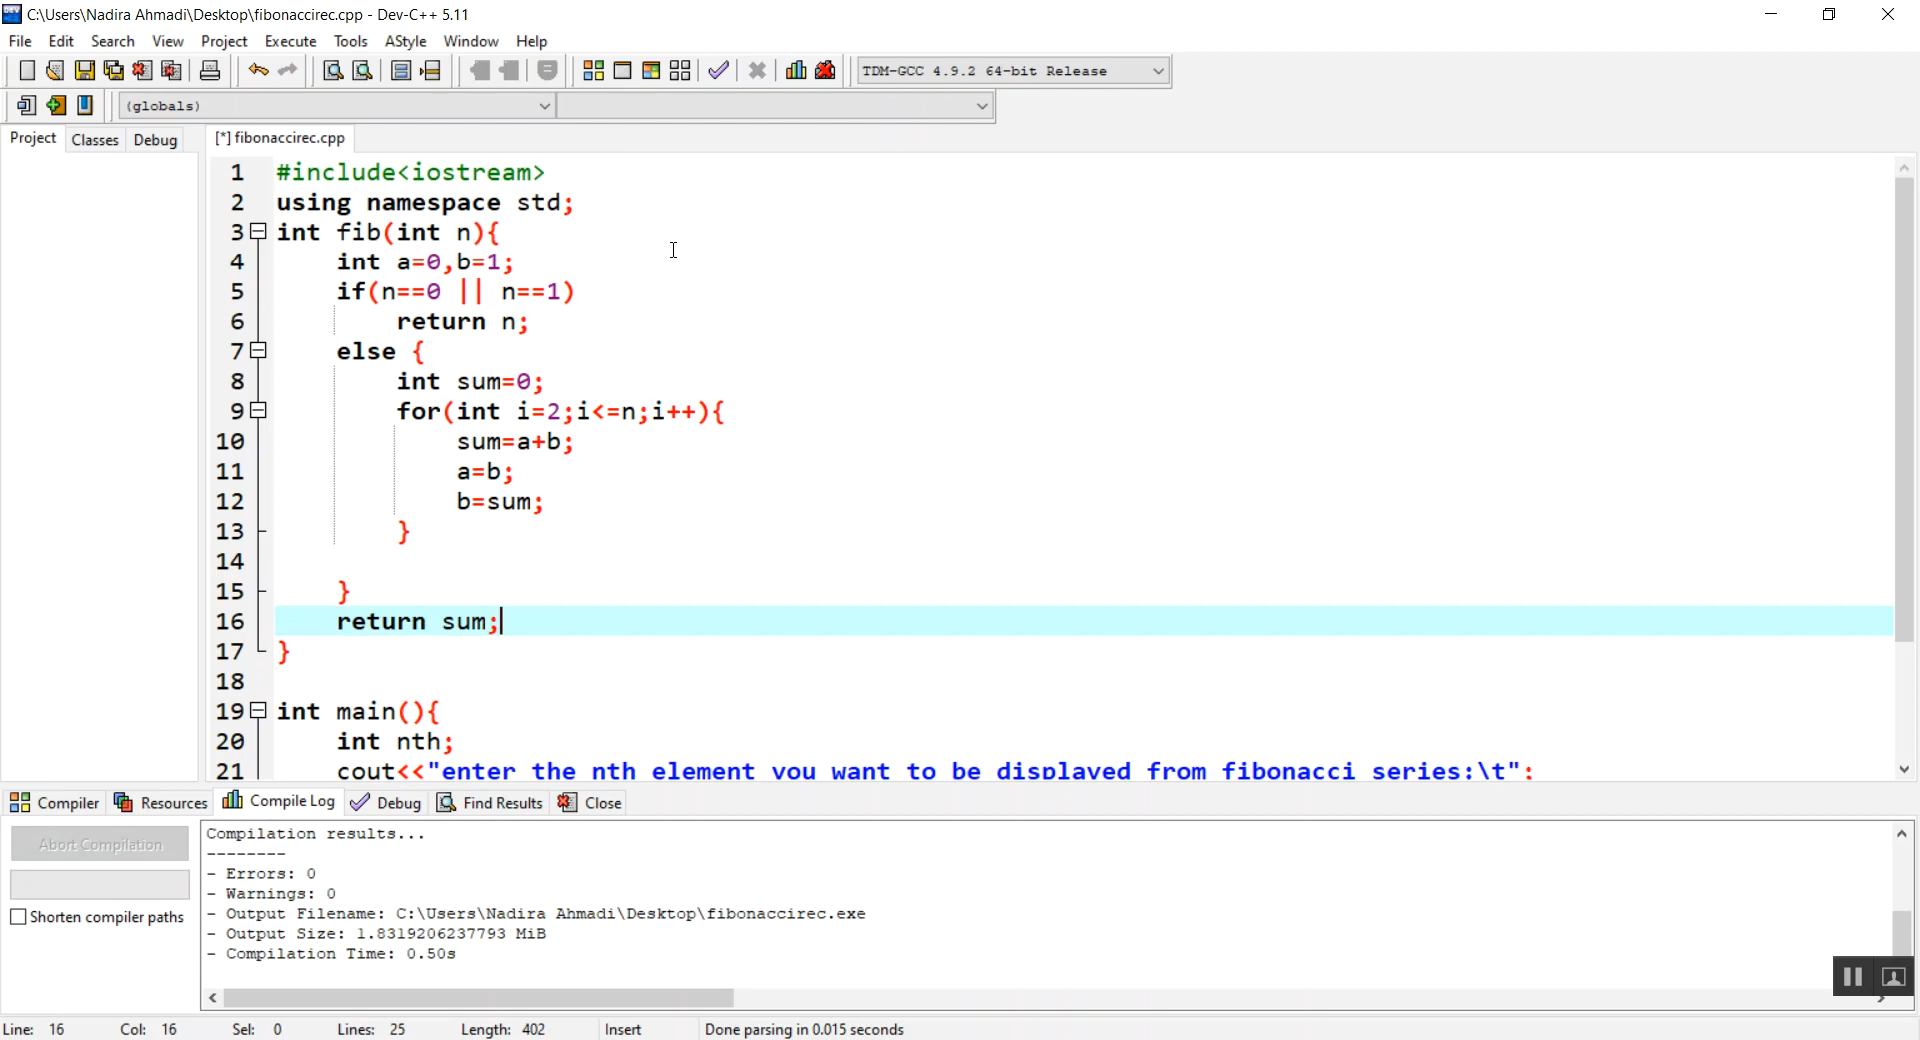 C:\Users\Nadira Ahmadi\Desktop\fibonaccirec.cpp - Dev-C++ 5.11
File Edit Search View Project Execute Tools AStyle Window Help
TDM-GCC 4.9.2 64-bit Release
(globals)
Project Classes Debug [*] fibonaccirec.cpp
1 #include<iostream>
2 using namespace std;
3 int fib(int n){
4 int a=0,b=1;
5 if(n==0 || n==1)
6 return n;
7 else {
8 int sum=0;
9 for(int i=2;i<=n;i++){
10 sum=a+b;
11 a=b;
12 b=sum;
13 }
14
15 }
16 return sum;
17 }
18
19 int main(){
20 int nth;
21 cout<<"enter the nth element you want to be displayed from fibonacci series:\t";
Compiler Resources Compile Log Debug Find Results Close
Abort Compilation
Shorten compiler paths
Compilation results...
--------
- Errors: 0
- Warnings: 0
- Output Filename: C:\Users\Nadira Ahmadi\Desktop\fibonaccirec.exe
- Output Size: 1.8319206237793 MiB
- Compilation Time: 0.50s
Line: 16 Col: 16 Sel: 0 Lines: 25 Length: 402 Insert Done parsing in 0.015 seconds